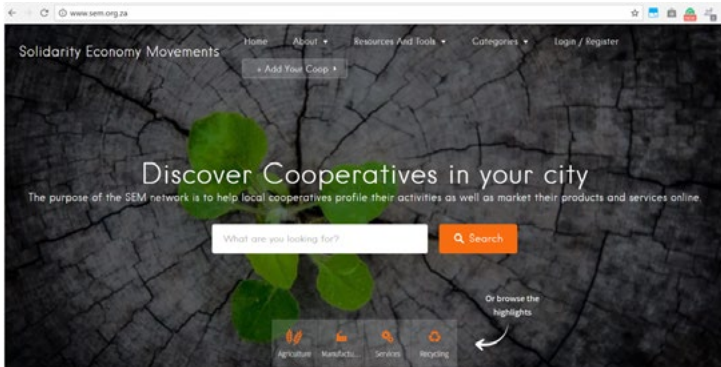 www.sem.org.za
Solidarity Economy Movements
Home About Resources And Tools Categories Login / Register
+ Add Your Coop
Discover Cooperatives in your city
The purpose of the SEM network is to help local cooperatives profile their activities as well as market their products and services online.
What are you looking for?
Search
Or browse the
highlights
Agriculture Manufactu... Services Recycling